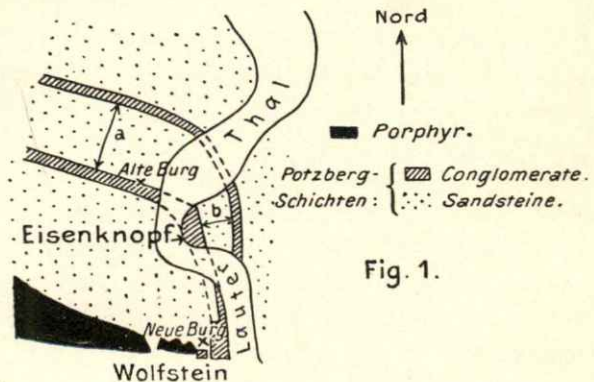 Nord
Thal
a
Alte Burg
Eisenknopf
b
Lauter
Neue Burg
Wolfstein
Porphyr.
Potzberg-
Schichten:
Conglomerate.
Sandsteine.
Fig. 1.